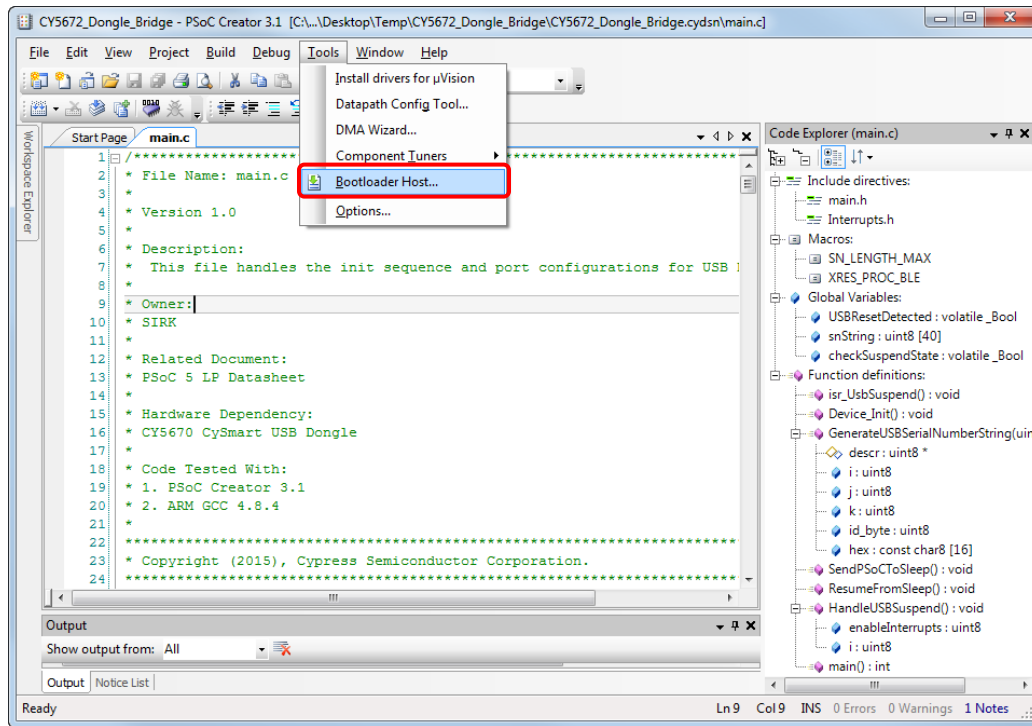 CY5672_Dongle_Bridge - PSoC Creator 3.1 [C:\...\Desktop\Temp\CY5672_Dongle_Bridge\CY5672_Dongle_Bridge.cydsn\main.c]
File Edit View Project Build Debug Tools Window Help
Install drivers for µVision
Datapath Config Tool...
DMA Wizard...
Component Tuners
Bootloader Host...
Options...
Workspace Explorer
Start Page main.c
1 /*****************
2 * File Name: main.c
3 *
4 * Version 1.0
5 *
6 * Description:
7 * This file handles the init sequence and port configurations for USB
8 *
9 * Owner:
10 * SIRK
11 *
12 * Related Document:
13 * PSoC 5 LP Datasheet
14 *
15 * Hardware Dependency:
16 * CY5670 CySmart USB Dongle
17 *
18 * Code Tested With:
19 * 1. PSoC Creator 3.1
20 * 2. ARM GCC 4.8.4
21 *
22 ******************************************************************************
23 * Copyright (2015), Cypress Semiconductor Corporation.
24 ******************************************************************************
Code Explorer (main.c)
Include directives:
main.h
Interrupts.h
Macros:
SN_LENGTH_MAX
XRES_PROC_BLE
Global Variables:
USBResetDetected : volatile _Bool
snString : uint8 [40]
checkSuspendState : volatile _Bool
Function definitions:
isr_UsbSuspend() : void
Device_Init() : void
GenerateUSBSerialNumberString(uin
descr : uint8 *
i : uint8
j : uint8
k : uint8
id_byte : uint8
hex : const char8 [16]
SendPSoCToSleep() : void
ResumeFromSleep() : void
HandleUSBSuspend() : void
enableInterrupts : uint8
i : uint8
main() : int
Output
Show output from: All
Output Notice List
Ready Ln 9 Col 9 INS 0 Errors 0 Warnings 1 Notes